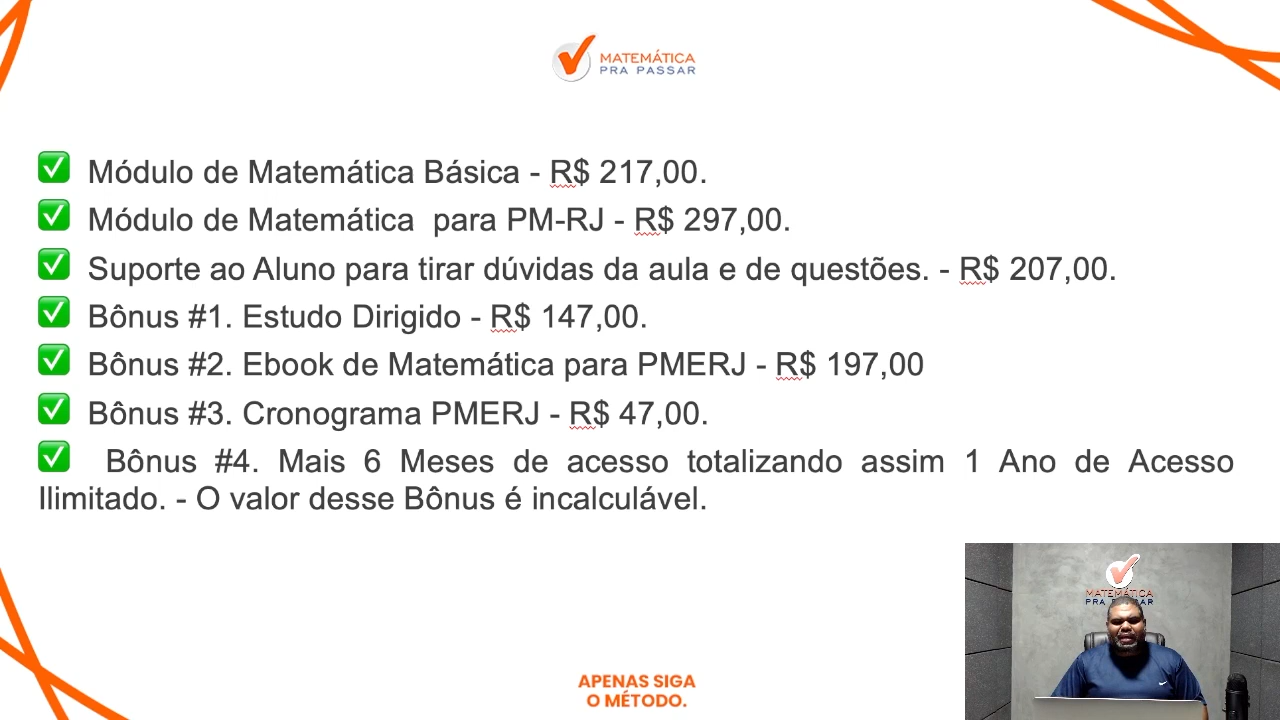 MATEMÁTICA
PRA PASSAR
✅ Módulo de Matemática Básica - R$ 217,00.
✅ Módulo de Matemática para PM-RJ - R$ 297,00.
✅ Suporte ao Aluno para tirar dúvidas da aula e de questões. - R$ 207,00.
✅ Bônus #1. Estudo Dirigido - R$ 147,00.
✅ Bônus #2. Ebook de Matemática para PMERJ - R$ 197,00
✅ Bônus #3. Cronograma PMERJ - R$ 47,00.
✅ Bônus #4. Mais 6 Meses de acesso totalizando assim 1 Ano de Acesso
Ilimitado. - O valor desse Bônus é incalculável.
MATEMÁTICA
PRA PASSAR
APENAS SIGA
O MÉTODO.